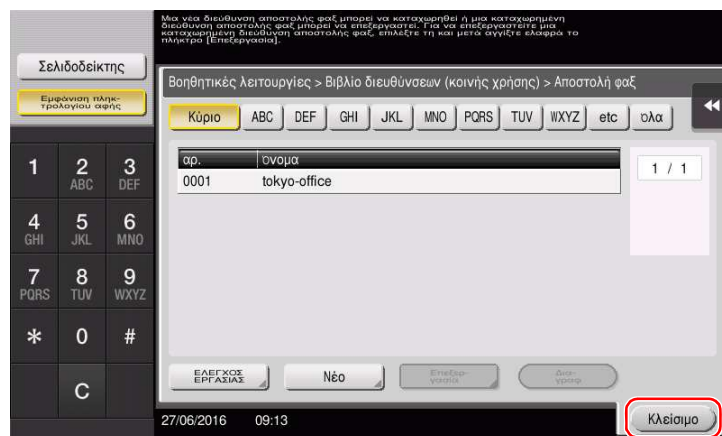 Μια νέα διεύθυνση αποστολής φαξ μπορεί να καταχωρηθεί ή μια καταχωρημένη
διεύθυνση αποστολής φαξ μπορεί να επεξεργαστεί. Για να επεξεργαστείτε μια
καταχωρημένη διεύθυνση αποστολής φαξ, επιλέξτε τη και μετά αγγίξτε ελαφρά το
πλήκτρο [Επεξεργασία].
Σελιδοδείκτης
Εμφάνιση πληκ-
τρολογίου αφής
Βοηθητικές λειτουργίες > Βιβλίο διευθύνσεων (κοινής χρήσης) > Αποστολή φαξ
Κύριο ABC DEF GHI JKL MNO PQRS TUV WXYZ etc Όλα
αρ. Όνομα
0001 tokyo-office
1 / 1
1 2 ABC 3 DEF
4 GHI 5 JKL 6 MNO
7 PQRS 8 TUV 9 WXYZ
* 0 #
C
ΕΛΕΓΧΟΣ
ΕΡΓΑΣΙΑΣ
Νέο
Επεξερ-
γασία
Δια-
γραφ
27/06/2016 09:13
Κλείσιμο